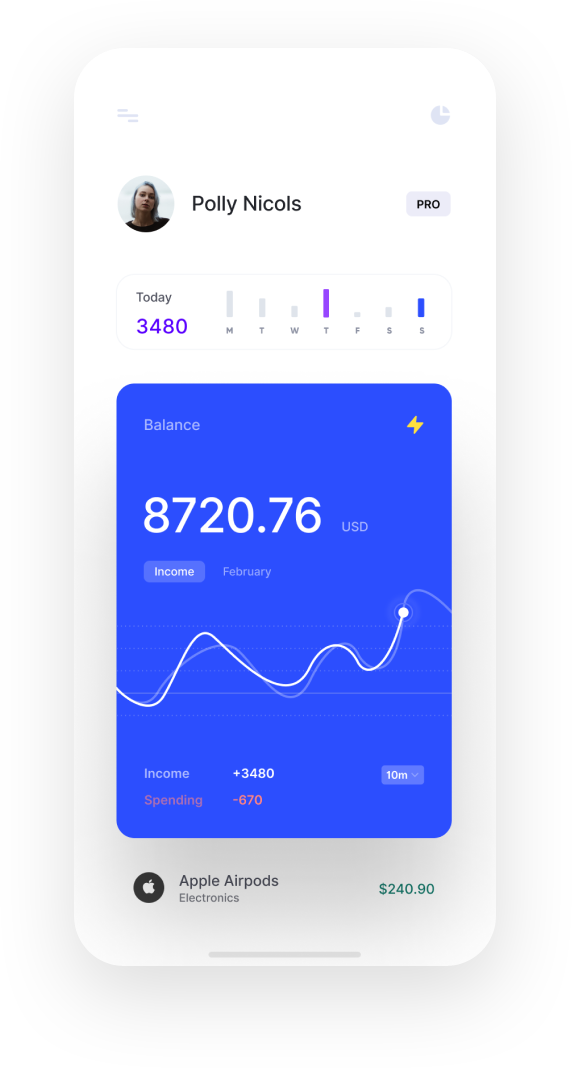 Polly Nicols
PRO
Today
3480
M T W T F S S
Balance
8720.76 USD
Income February
Income +3480 10m
Spending -670
Apple Airpods
Electronics
$240.90